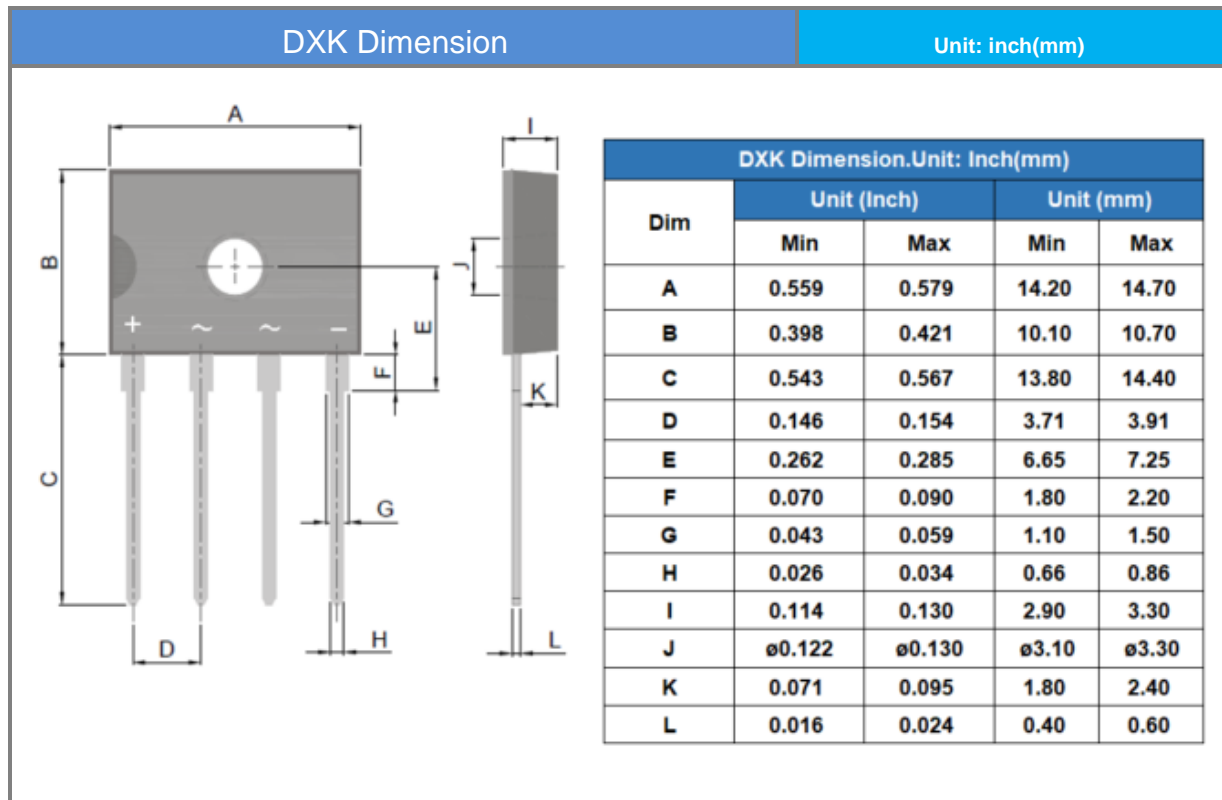 DXK Dimension Unit: inch(mm)
A
B
+ ~ ~ −
E
F
C
G
D
H
I
J
K
L
DXK Dimension.Unit: Inch(mm)
Dim Unit (Inch) Unit (mm)
Min Max Min Max
A 0.559 0.579 14.20 14.70
B 0.398 0.421 10.10 10.70
C 0.543 0.567 13.80 14.40
D 0.146 0.154 3.71 3.91
E 0.262 0.285 6.65 7.25
F 0.070 0.090 1.80 2.20
G 0.043 0.059 1.10 1.50
H 0.026 0.034 0.66 0.86
I 0.114 0.130 2.90 3.30
J ø0.122 ø0.130 ø3.10 ø3.30
K 0.071 0.095 1.80 2.40
L 0.016 0.024 0.40 0.60